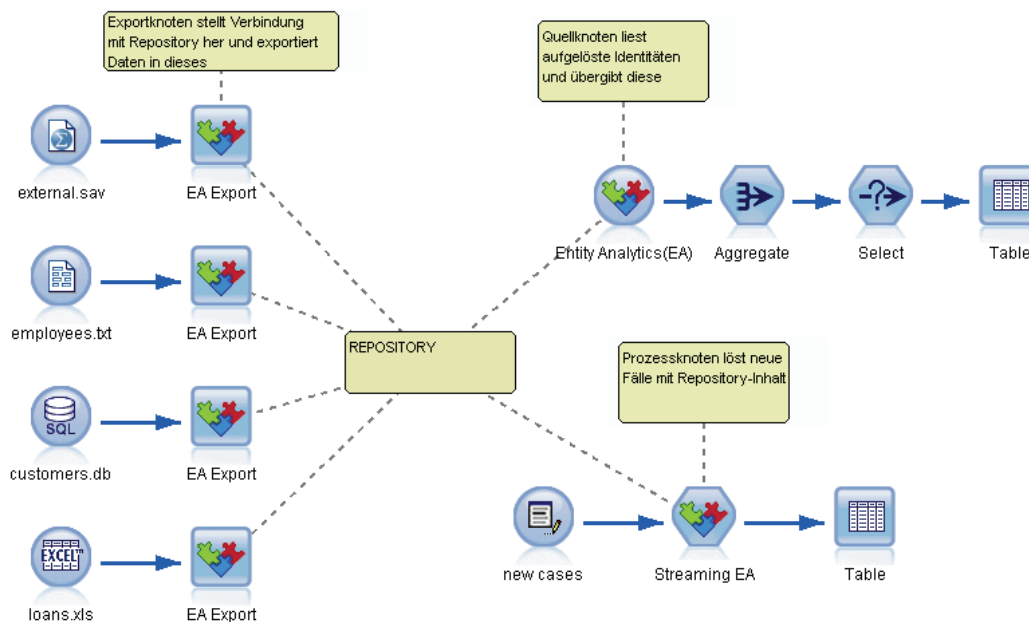 Exportknoten stellt Verbindung
mit Repository her und exportiert
Daten in dieses
Quellknoten liest
aufgelöste Identitäten
und übergibt diese
external.sav
EA Export
Entity Analytics(EA)
Aggregate
Select
Table
employees.txt
EA Export
REPOSITORY
Prozessknoten löst neue
Fälle mit Repository-Inhalt
SQL
customers.db
EA Export
EXCEL™
loans.xls
EA Export
new cases
Streaming EA
Table